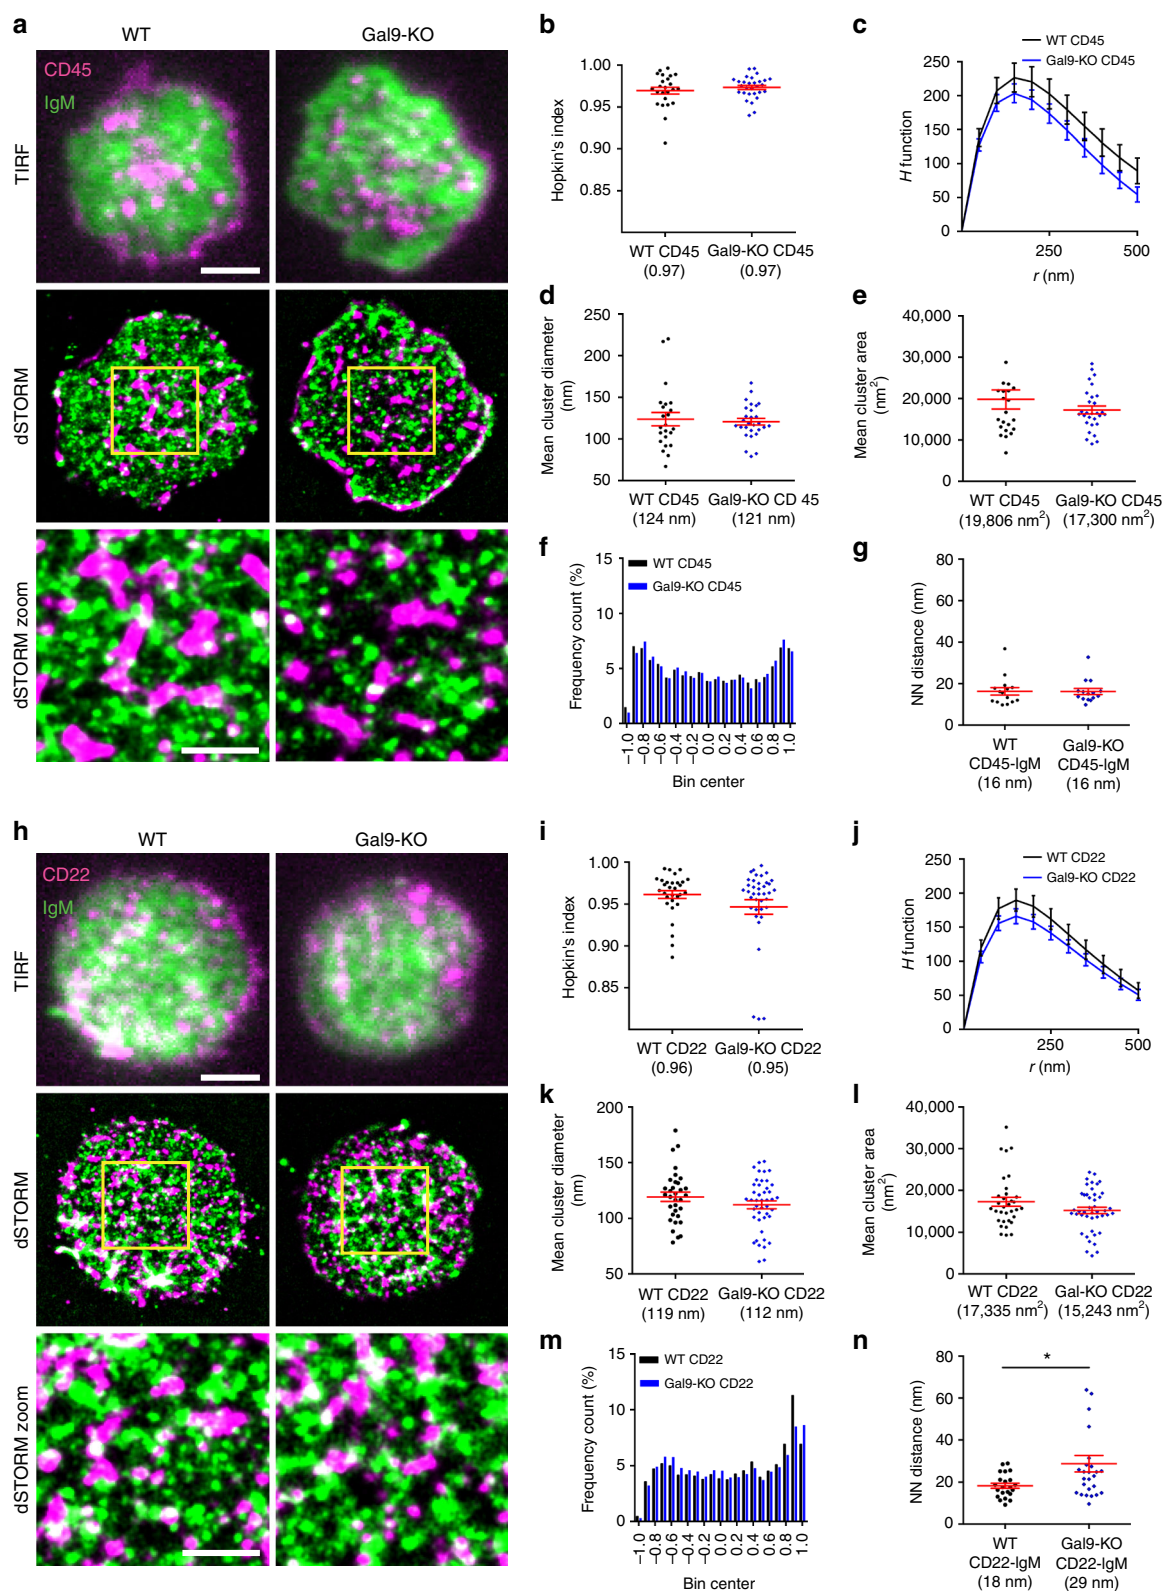 a
WT
Gal9-KO
CD45
IgM
TIRF
dSTORM
dSTORM zoom
b
Hopkin's index
1.00
0.95
0.90
0.85
WT CD45
(0.97)
Gal9-KO CD45
(0.97)
c
WT CD45
Gal9-KO CD45
H function
250
200
150
100
50
0
250
500
r (nm)
d
Mean cluster diameter
(nm)
250
200
150
100
50
WT CD45
(124 nm)
Gal9-KO CD 45
(121 nm)
e
Mean cluster area
(nm²)
40,000
30,000
20,000
10,000
0
WT CD45
(19,806 nm²)
Gal9-KO CD45
(17,300 nm²)
f
WT CD45
Gal9-KO CD45
Frequency count (%)
15
10
5
0
−1.0
−0.8
−0.6
−0.4
−0.2
0.0
0.2
0.4
0.6
0.8
1.0
Bin center
g
NN distance (nm)
80
60
40
20
0
WT
CD45-IgM
(16 nm)
Gal9-KO
CD45-IgM
(16 nm)
h
WT
Gal9-KO
CD22
IgM
TIRF
dSTORM
dSTORM zoom
i
Hopkin's index
1.00
0.95
0.90
0.85
WT CD22
(0.96)
Gal9-KO CD22
(0.95)
j
WT CD22
Gal9-KO CD22
H function
250
200
150
100
50
0
250
500
r (nm)
k
Mean cluster diameter
(nm)
200
150
100
50
WT CD22
(119 nm)
Gal9-KO CD22
(112 nm)
l
Mean cluster area
(nm²)
40,000
30,000
20,000
10,000
0
WT CD22
(17,335 nm²)
Gal-KO CD22
(15,243 nm²)
m
WT CD22
Gal9-KO CD22
Frequency count (%)
15
10
5
0
−1.0
−0.8
−0.6
−0.4
−0.2
0.0
0.2
0.4
0.6
0.8
1.0
Bin center
n
*
NN distance (nm)
80
60
40
20
0
WT
CD22-IgM
(18 nm)
Gal9-KO
CD22-IgM
(29 nm)